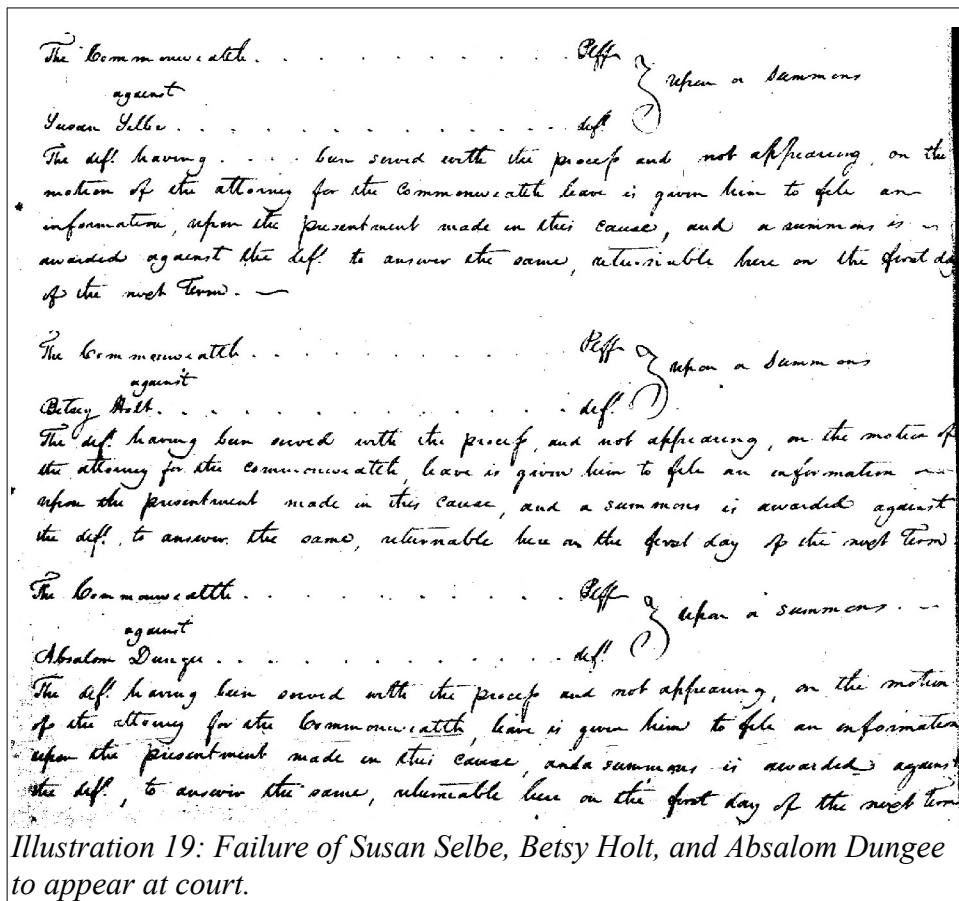 The Commonwealth . . . . . . . . . . . . . Plff
upon a Summons
against
Susan Selbe . . . . . . . . . . . . . . . deft.
The deft. having . . . . been served with the process and not appearing, on the
motion of the attorney for the Commonwealth leave is given him to file an
information, upon the presentment made in this cause, and a summons is
awarded against the deft. to answer the same, returnable here on the first day
of the next Term. —
The Commonwealth . . . . . . . . . . . . . Plff
upon a Summons
against
Betsey Holt . . . . . . . . . . . . . . . deft.
The deft. having been served with the process, and not appearing, on the motion of
the attorney for the Commonwealth, leave is given him to file an information —
upon the presentment made in this cause, and a summons is awarded against
the deft., to answer the same, returnable here on the first day of the next Term
The Commonwealth . . . . . . . . . . . . . Plff
upon a summons. —
against
Absalom Dungee . . . . . . . . . . . . . deft.
The deft. having been served with the process and not appearing, on the motion
of the attorney for the Commonwealth, leave is given him to file an information
upon the presentment made in this cause, and a summons is awarded against
the deft., to answer the same, returnable here on the first day of the next term
Illustration 19: Failure of Susan Selbe, Betsy Holt, and Absalom Dungee
to appear at court.